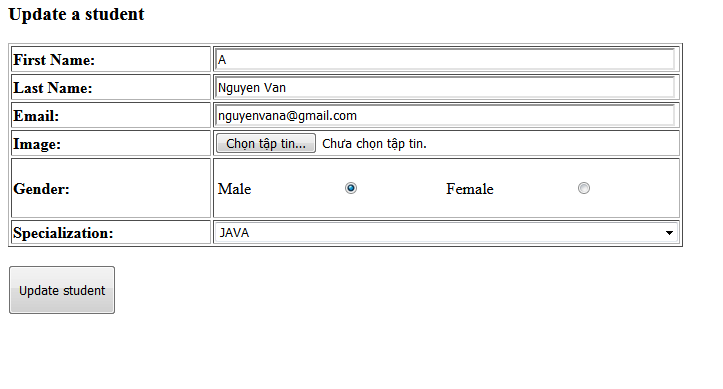 Update a student
First Name: A
Last Name: Nguyen Van
Email: nguyenvana@gmail.com
Image: Chọn tập tin... Chưa chọn tập tin.
Gender: Male Female
Specialization: JAVA
Update student